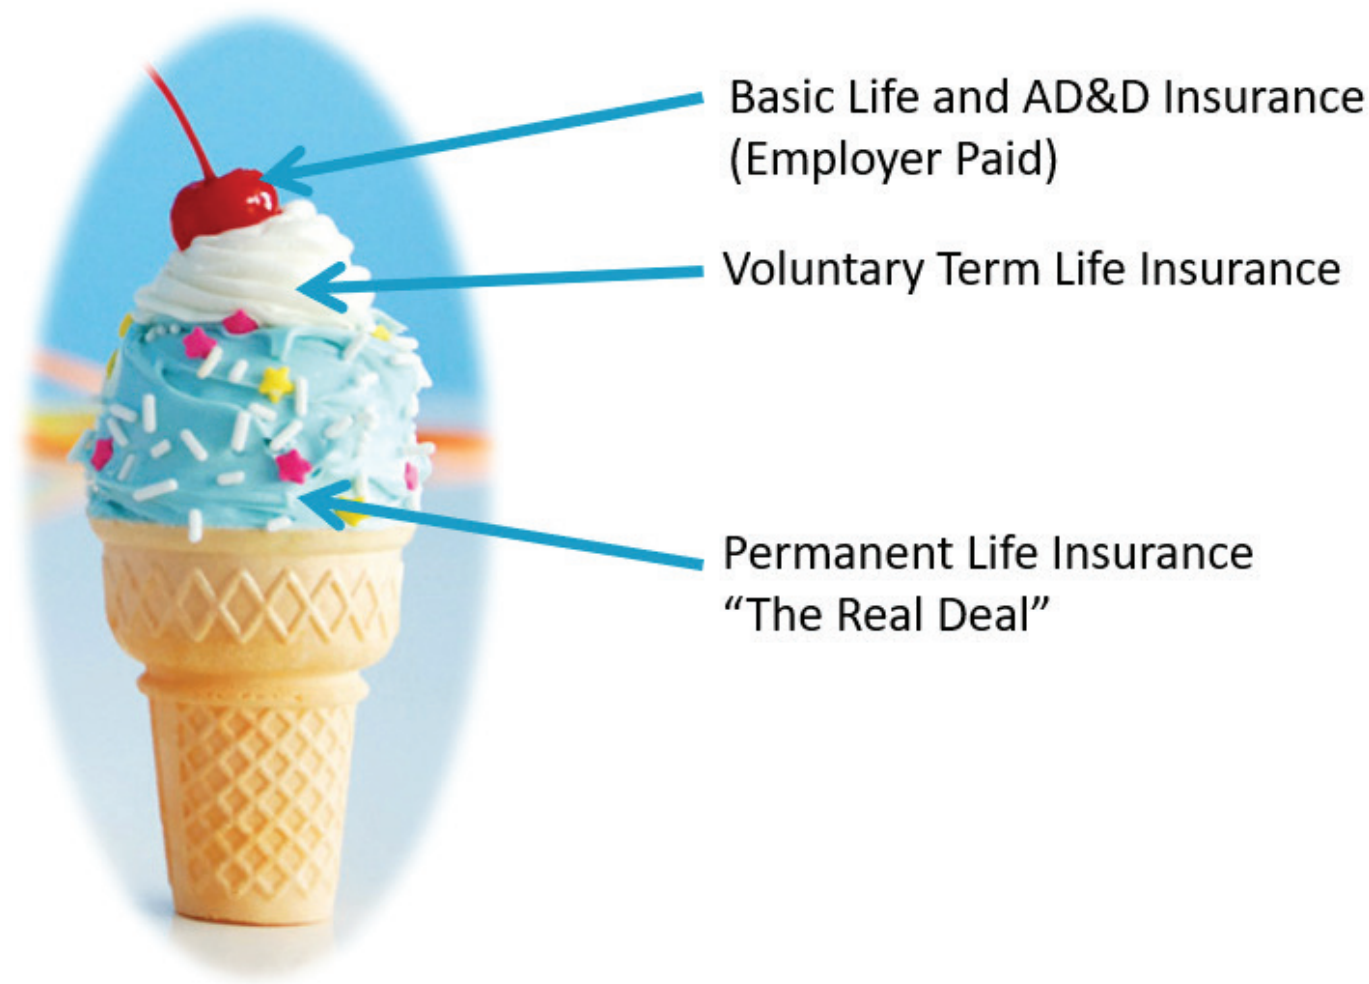 Basic Life and AD&D Insurance
(Employer Paid)
Voluntary Term Life Insurance
Permanent Life Insurance
“The Real Deal”